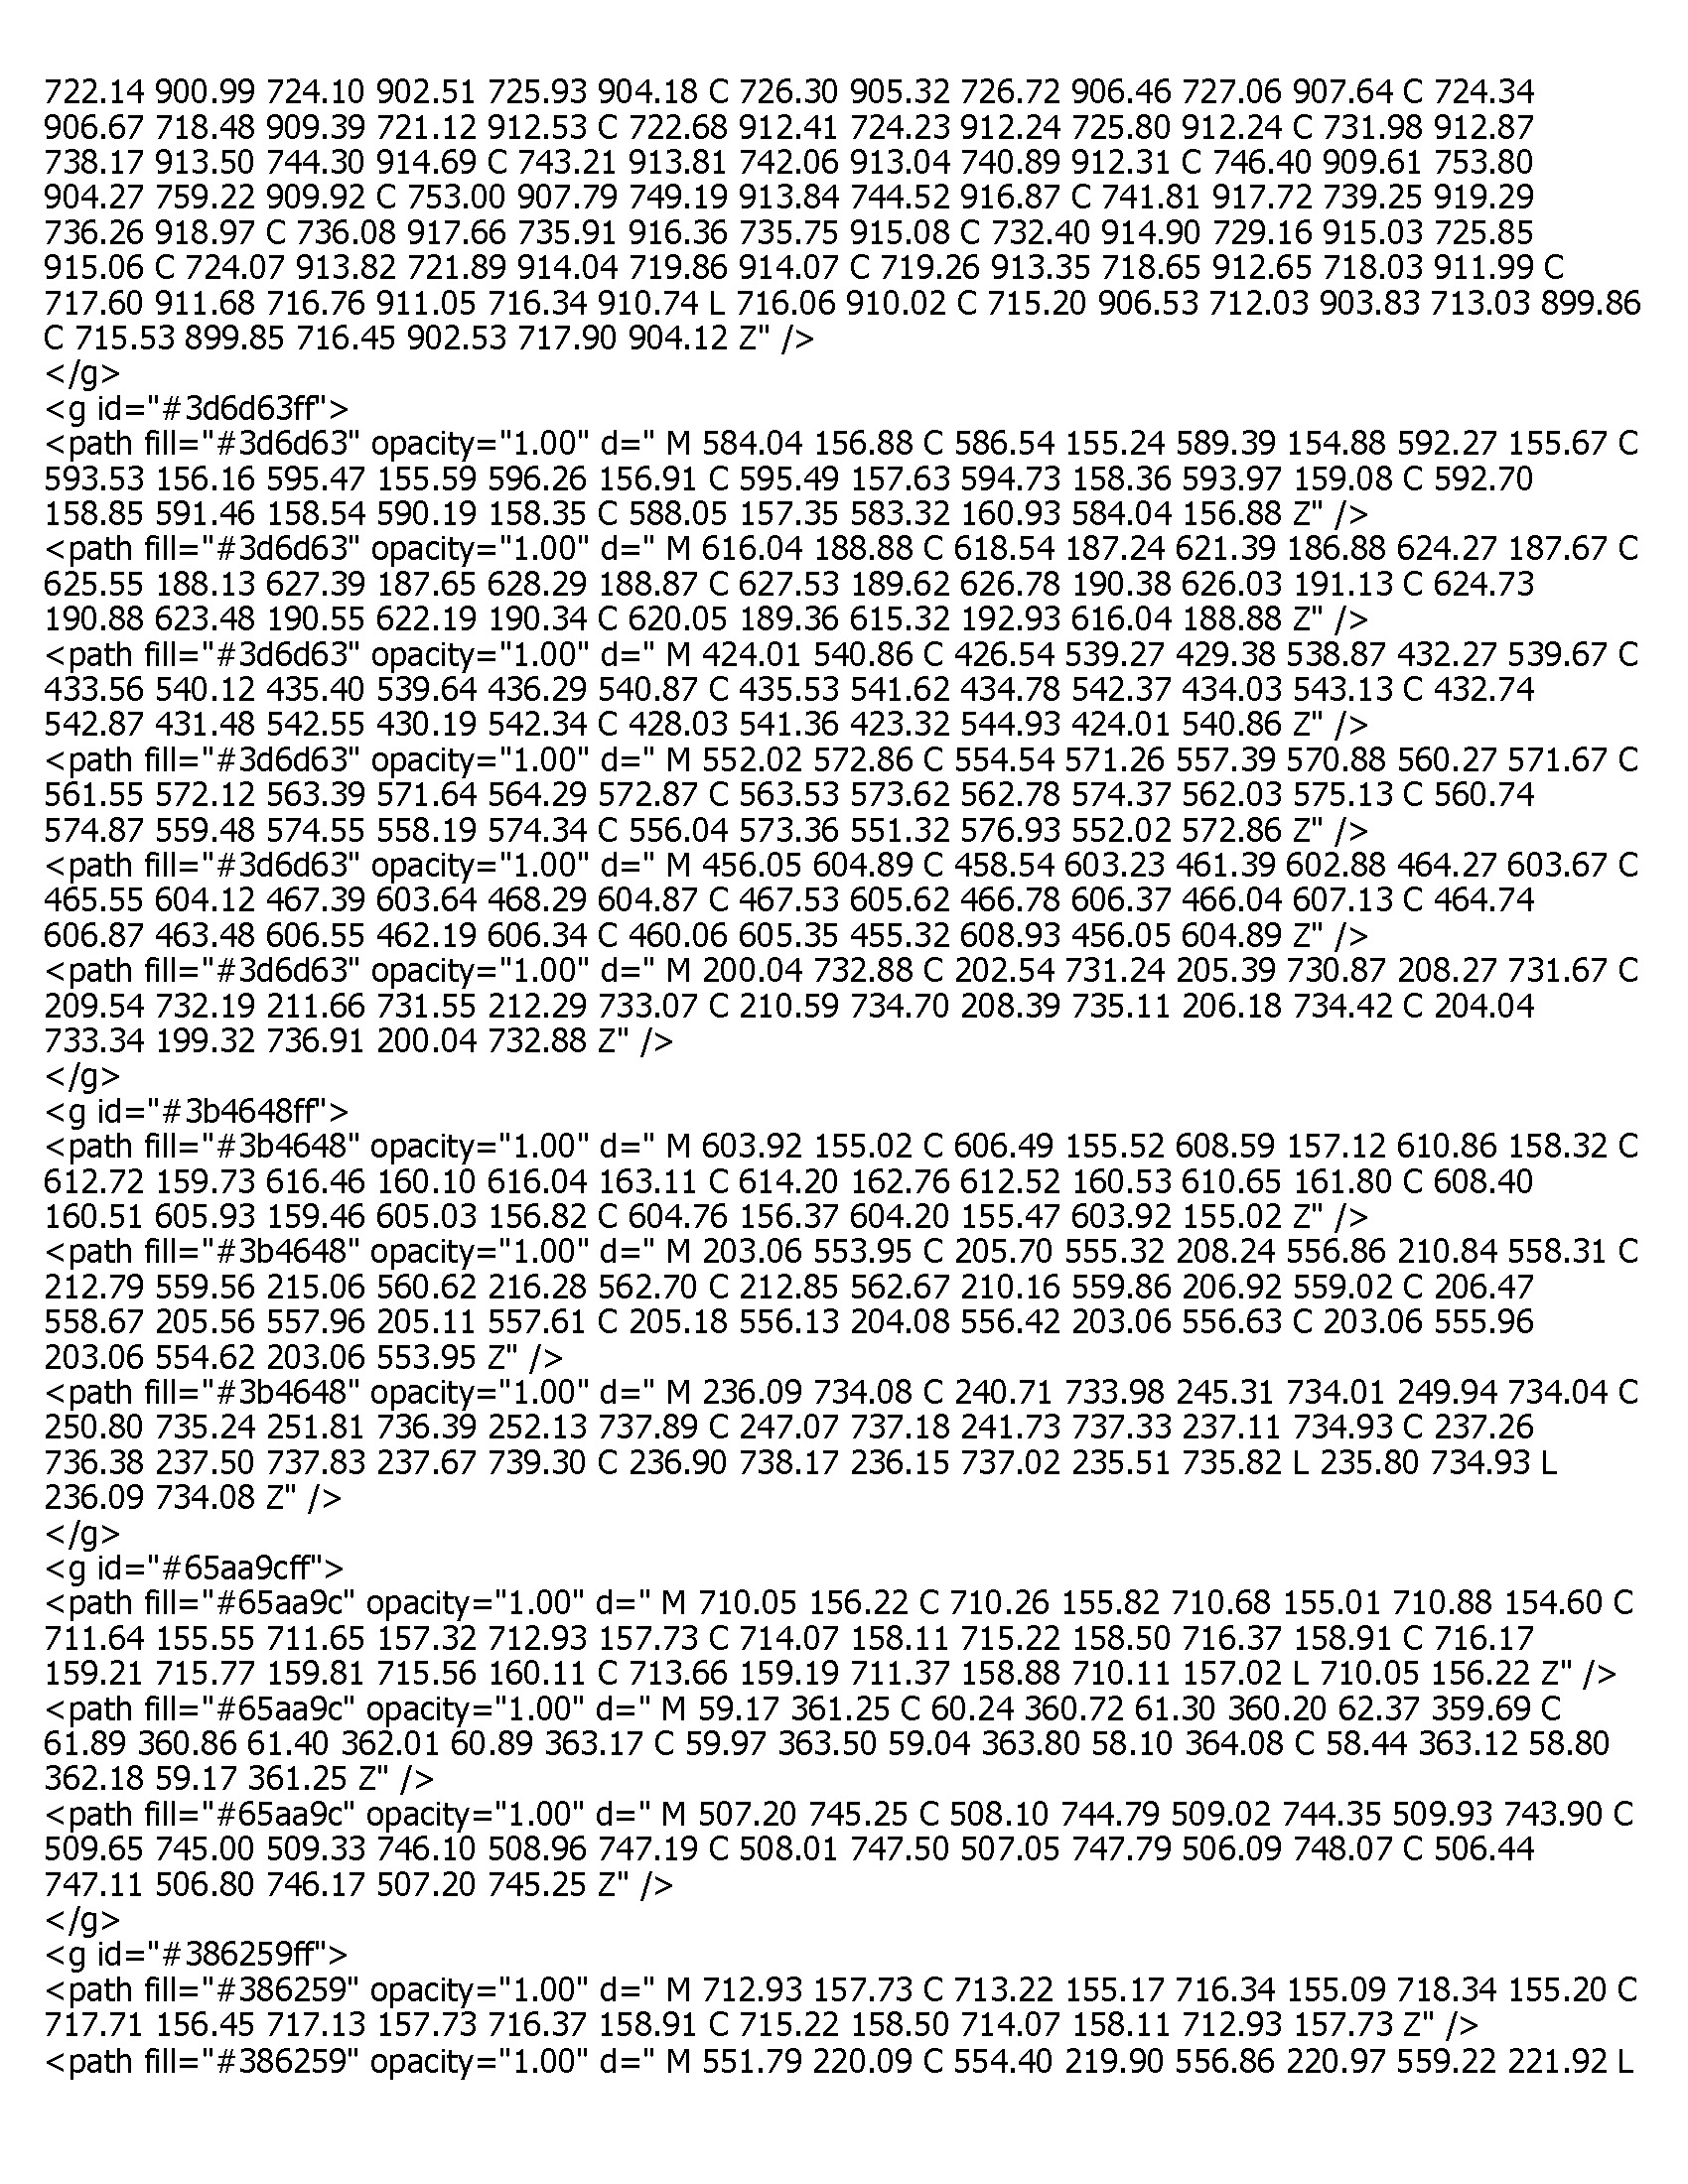 722.14 900.99 724.10 902.51 725.93 904.18 C 726.30 905.32 726.72 906.46 727.06 907.64 C 724.34
906.67 718.48 909.39 721.12 912.53 C 722.68 912.41 724.23 912.24 725.80 912.24 C 731.98 912.87
738.17 913.50 744.30 914.69 C 743.21 913.81 742.06 913.04 740.89 912.31 C 746.40 909.61 753.80
904.27 759.22 909.92 C 753.00 907.79 749.19 913.84 744.52 916.87 C 741.81 917.72 739.25 919.29
736.26 918.97 C 736.08 917.66 735.91 916.36 735.75 915.08 C 732.40 914.90 729.16 915.03 725.85
915.06 C 724.07 913.82 721.89 914.04 719.86 914.07 C 719.26 913.35 718.65 912.65 718.03 911.99 C
717.60 911.68 716.76 911.05 716.34 910.74 L 716.06 910.02 C 715.20 906.53 712.03 903.83 713.03 899.86
C 715.53 899.85 716.45 902.53 717.90 904.12 Z" />
</g>
<g id="#3d6d63ff">
<path fill="#3d6d63" opacity="1.00" d=" M 584.04 156.88 C 586.54 155.24 589.39 154.88 592.27 155.67 C
593.53 156.16 595.47 155.59 596.26 156.91 C 595.49 157.63 594.73 158.36 593.97 159.08 C 592.70
158.85 591.46 158.54 590.19 158.35 C 588.05 157.35 583.32 160.93 584.04 156.88 Z" />
<path fill="#3d6d63" opacity="1.00" d=" M 616.04 188.88 C 618.54 187.24 621.39 186.88 624.27 187.67 C
625.55 188.13 627.39 187.65 628.29 188.87 C 627.53 189.62 626.78 190.38 626.03 191.13 C 624.73
190.88 623.48 190.55 622.19 190.34 C 620.05 189.36 615.32 192.93 616.04 188.88 Z" />
<path fill="#3d6d63" opacity="1.00" d=" M 424.01 540.86 C 426.54 539.27 429.38 538.87 432.27 539.67 C
433.56 540.12 435.40 539.64 436.29 540.87 C 435.53 541.62 434.78 542.37 434.03 543.13 C 432.74
542.87 431.48 542.55 430.19 542.34 C 428.03 541.36 423.32 544.93 424.01 540.86 Z" />
<path fill="#3d6d63" opacity="1.00" d=" M 552.02 572.86 C 554.54 571.26 557.39 570.88 560.27 571.67 C
561.55 572.12 563.39 571.64 564.29 572.87 C 563.53 573.62 562.78 574.37 562.03 575.13 C 560.74
574.87 559.48 574.55 558.19 574.34 C 556.04 573.36 551.32 576.93 552.02 572.86 Z" />
<path fill="#3d6d63" opacity="1.00" d=" M 456.05 604.89 C 458.54 603.23 461.39 602.88 464.27 603.67 C
465.55 604.12 467.39 603.64 468.29 604.87 C 467.53 605.62 466.78 606.37 466.04 607.13 C 464.74
606.87 463.48 606.55 462.19 606.34 C 460.06 605.35 455.32 608.93 456.05 604.89 Z" />
<path fill="#3d6d63" opacity="1.00" d=" M 200.04 732.88 C 202.54 731.24 205.39 730.87 208.27 731.67 C
209.54 732.19 211.66 731.55 212.29 733.07 C 210.59 734.70 208.39 735.11 206.18 734.42 C 204.04
733.34 199.32 736.91 200.04 732.88 Z" />
</g>
<g id="#3b4648ff">
<path fill="#3b4648" opacity="1.00" d=" M 603.92 155.02 C 606.49 155.52 608.59 157.12 610.86 158.32 C
612.72 159.73 616.46 160.10 616.04 163.11 C 614.20 162.76 612.52 160.53 610.65 161.80 C 608.40
160.51 605.93 159.46 605.03 156.82 C 604.76 156.37 604.20 155.47 603.92 155.02 Z" />
<path fill="#3b4648" opacity="1.00" d=" M 203.06 553.95 C 205.70 555.32 208.24 556.86 210.84 558.31 C
212.79 559.56 215.06 560.62 216.28 562.70 C 212.85 562.67 210.16 559.86 206.92 559.02 C 206.47
558.67 205.56 557.96 205.11 557.61 C 205.18 556.13 204.08 556.42 203.06 556.63 C 203.06 555.96
203.06 554.62 203.06 553.95 Z" />
<path fill="#3b4648" opacity="1.00" d=" M 236.09 734.08 C 240.71 733.98 245.31 734.01 249.94 734.04 C
250.80 735.24 251.81 736.39 252.13 737.89 C 247.07 737.18 241.73 737.33 237.11 734.93 C 237.26
736.38 237.50 737.83 237.67 739.30 C 236.90 738.17 236.15 737.02 235.51 735.82 L 235.80 734.93 L
236.09 734.08 Z" />
</g>
<g id="#65aa9cff">
<path fill="#65aa9c" opacity="1.00" d=" M 710.05 156.22 C 710.26 155.82 710.68 155.01 710.88 154.60 C
711.64 155.55 711.65 157.32 712.93 157.73 C 714.07 158.11 715.22 158.50 716.37 158.91 C 716.17
159.21 715.77 159.81 715.56 160.11 C 713.66 159.19 711.37 158.88 710.11 157.02 L 710.05 156.22 Z" />
<path fill="#65aa9c" opacity="1.00" d=" M 59.17 361.25 C 60.24 360.72 61.30 360.20 62.37 359.69 C
61.89 360.86 61.40 362.01 60.89 363.17 C 59.97 363.50 59.04 363.80 58.10 364.08 C 58.44 363.12 58.80
362.18 59.17 361.25 Z" />
<path fill="#65aa9c" opacity="1.00" d=" M 507.20 745.25 C 508.10 744.79 509.02 744.35 509.93 743.90 C
509.65 745.00 509.33 746.10 508.96 747.19 C 508.01 747.50 507.05 747.79 506.09 748.07 C 506.44
747.11 506.80 746.17 507.20 745.25 Z" />
</g>
<g id="#386259ff">
<path fill="#386259" opacity="1.00" d=" M 712.93 157.73 C 713.22 155.17 716.34 155.09 718.34 155.20 C
717.71 156.45 717.13 157.73 716.37 158.91 C 715.22 158.50 714.07 158.11 712.93 157.73 Z" />
<path fill="#386259" opacity="1.00" d=" M 551.79 220.09 C 554.40 219.90 556.86 220.97 559.22 221.92 L